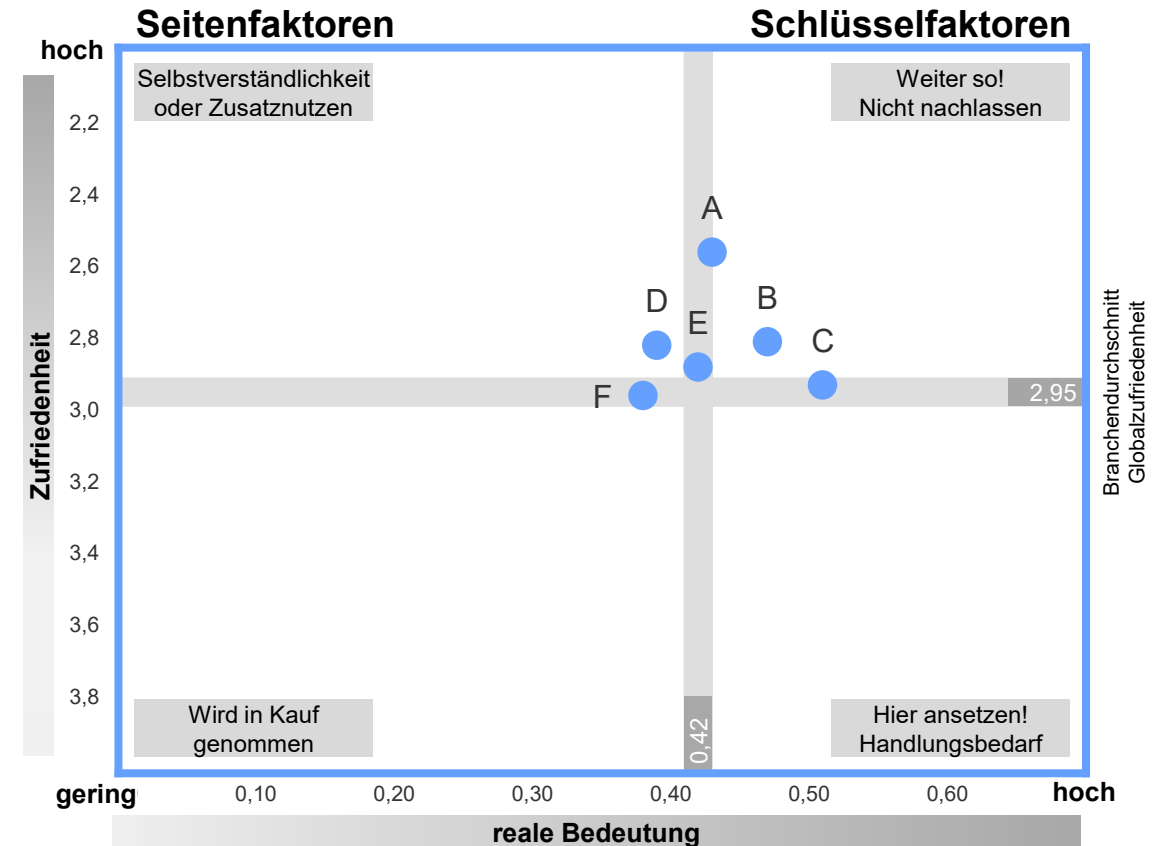 Seitenfaktoren
Schlüsselfaktoren
hoch
Selbstverständlichkeit
oder Zusatznutzen
Weiter so!
Nicht nachlassen
2,2
2,4
2,6
2,8
3,0
3,2
3,4
3,6
3,8
Zufriedenheit
A
B
C
D
E
F
2,95
Branchendurchschnitt
Globalzufriedenheit
Wird in Kauf
genommen
0,42
Hier ansetzen!
Handlungsbedarf
gering
0,10
0,20
0,30
0,40
0,50
0,60
hoch
reale Bedeutung